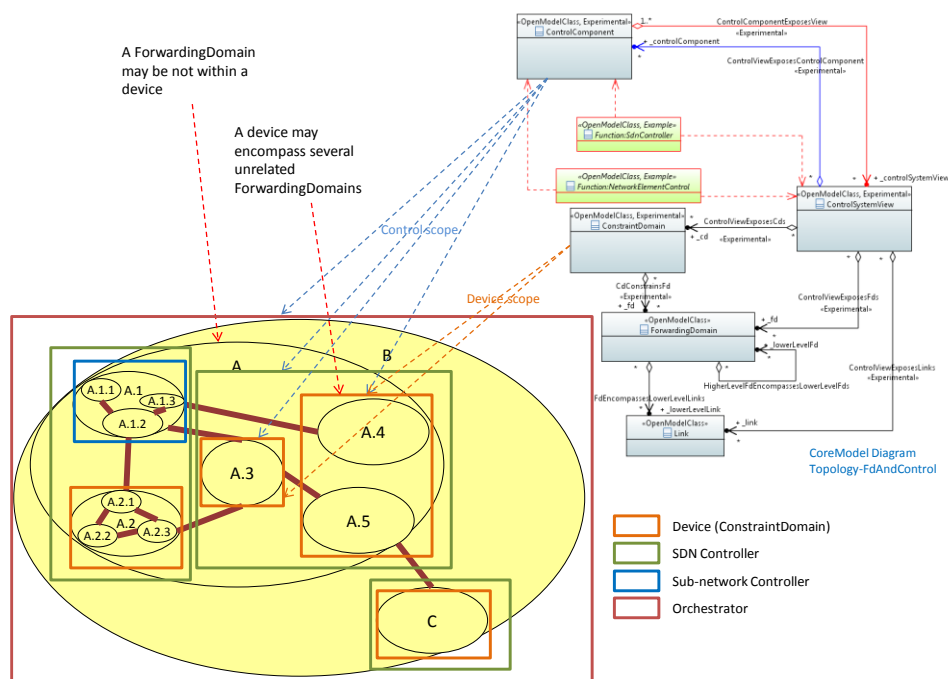 A ForwardingDomain
may be not within a
device
A device may
encompass several
unrelated
ForwardingDomains
Control scope
Device scope
«OpenModelClass, Experimental»
ControlComponent
1..*
ControlComponentExposesView
«Experimental»
+ _controlComponent
*
ControlViewExposesControlComponent
«Experimental»
«OpenModelClass, Example»
Function:SdnController
«OpenModelClass, Example»
Function:NetworkElementControl
* + _controlSystemView
*
«OpenModelClass, Experimental»
ControlSystemView
«OpenModelClass, Experimental»
ConstraintDomain
ControlViewExposesCds
* *
+ _cd
«Experimental»
* *
CdConstrainsFd
«Experimental»
+ _fd *
ControlViewExposesFds
«Experimental»
«OpenModelClass»
ForwardingDomain
+ _fd
*
+ _lowerLevelFd
*
* *
HigherLevelFdEncompassesLowerLevelFds
ControlViewExposesLinks
«Experimental»
FdEncompassesLowerLevelLinks
* + _lowerLevelLink
«OpenModelClass»
Link
+ _link
*
CoreModel Diagram
Topology-FdAndControl
A
B
A.1.1
A.1
A.1.3
A.1.2
A.4
A.3
A.2.1
A.2
A.2.2
A.2.3
A.5
C
Device (ConstraintDomain)
SDN Controller
Sub-network Controller
Orchestrator